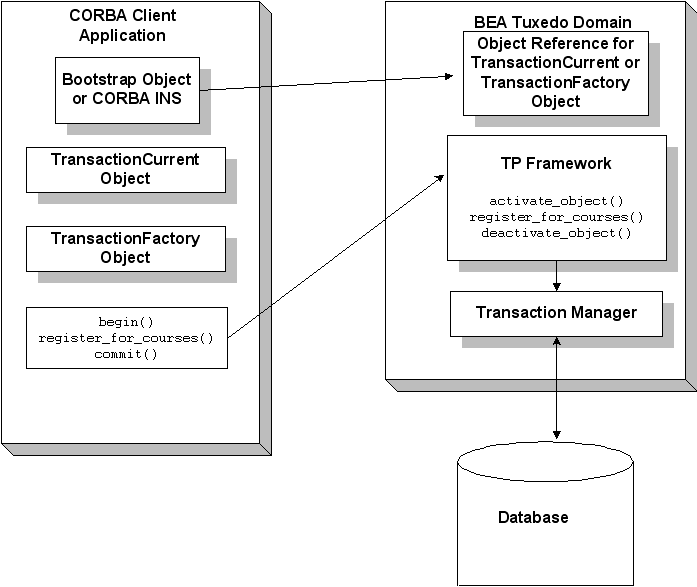 CORBA Client
Application
Bootstrap Object
or CORBA INS
TransactionCurrent
Object
TransactionFactory
Object
begin()
register_for_courses()
commit()
BEA Tuxedo Domain
Object Reference for
TransactionCurrent or
TransactionFactory
Object
TP Framework
activate_object()
register_for_courses()
deactivate_object()
Transaction Manager
Database